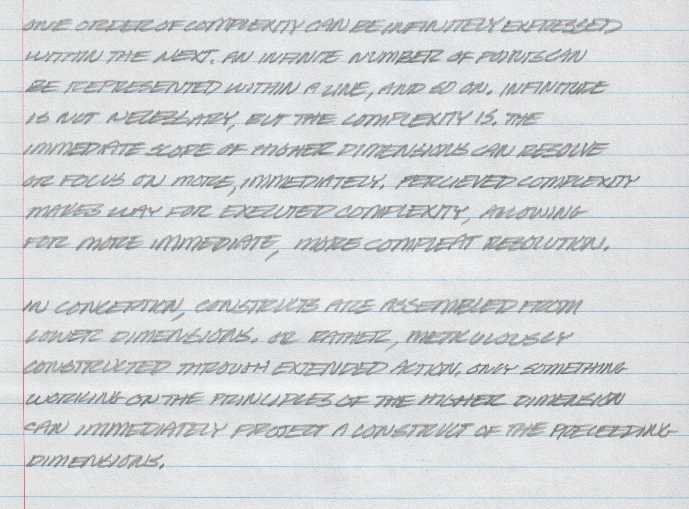 ONE ORDER OF COMPLEXITY CAN BE INFINITELY EXPRESSED
WITHIN THE NEXT. AN INFINITE NUMBER OF POINTS CAN
BE REPRESENTED WITHIN A LINE, AND SO ON. INFINITUDE
IS NOT NECESSARY, BUT THE COMPLEXITY IS. THE
IMMEDIATE SCOPE OF HIGHER DIMENSIONS CAN RESOLVE
OR FOCUS ON MORE, IMMEDIATELY. PERCIEVED COMPLEXITY
MAKES WAY FOR EXECUTED COMPLEXITY, ALLOWING
FOR MORE IMMEDIATE, MORE COMPLEAT RESOLUTION.
IN CONCEPTION, CONSTRUCTS ARE ASSEMBLED FROM
LOWER DIMENSIONS. OR RATHER, METICULOUSLY
CONSTRUCTED THROUGH EXTENDED ACTION. ONLY SOMETHING
WORKING ON THE PRINCIPLES OF THE HIGHER DIMENSION
CAN IMMEDIATELY PROJECT A CONSTRUCT OF THE PRECEEDING
DIMENSIONS.